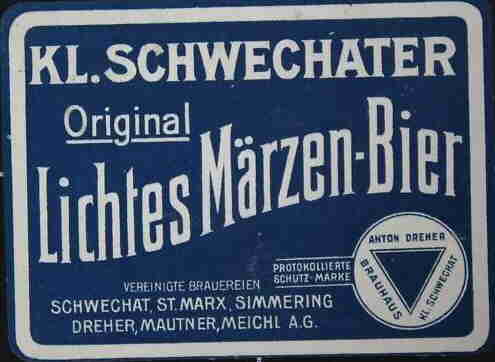 KL. SCHWECHATER
Original
Lichtes Märzen-Bier
PROTOKOLLIERTE
SCHUTZ-MARKE
ANTON DREHER
BRAUHAUS
KL. SCHWECHAT
VEREINIGTE BRAUEREIEN
SCHWECHAT, ST. MARX, SIMMERING
DREHER, MAUTNER, MEICHL A.G.